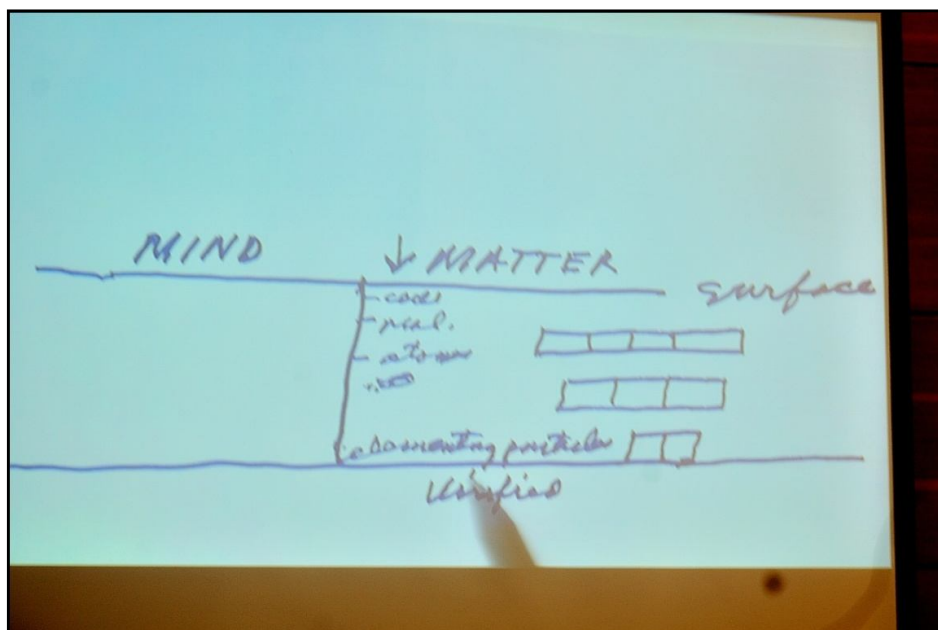 MIND ↓ MATTER
surface
cells
mol.
atoms
elementary particles
Unified